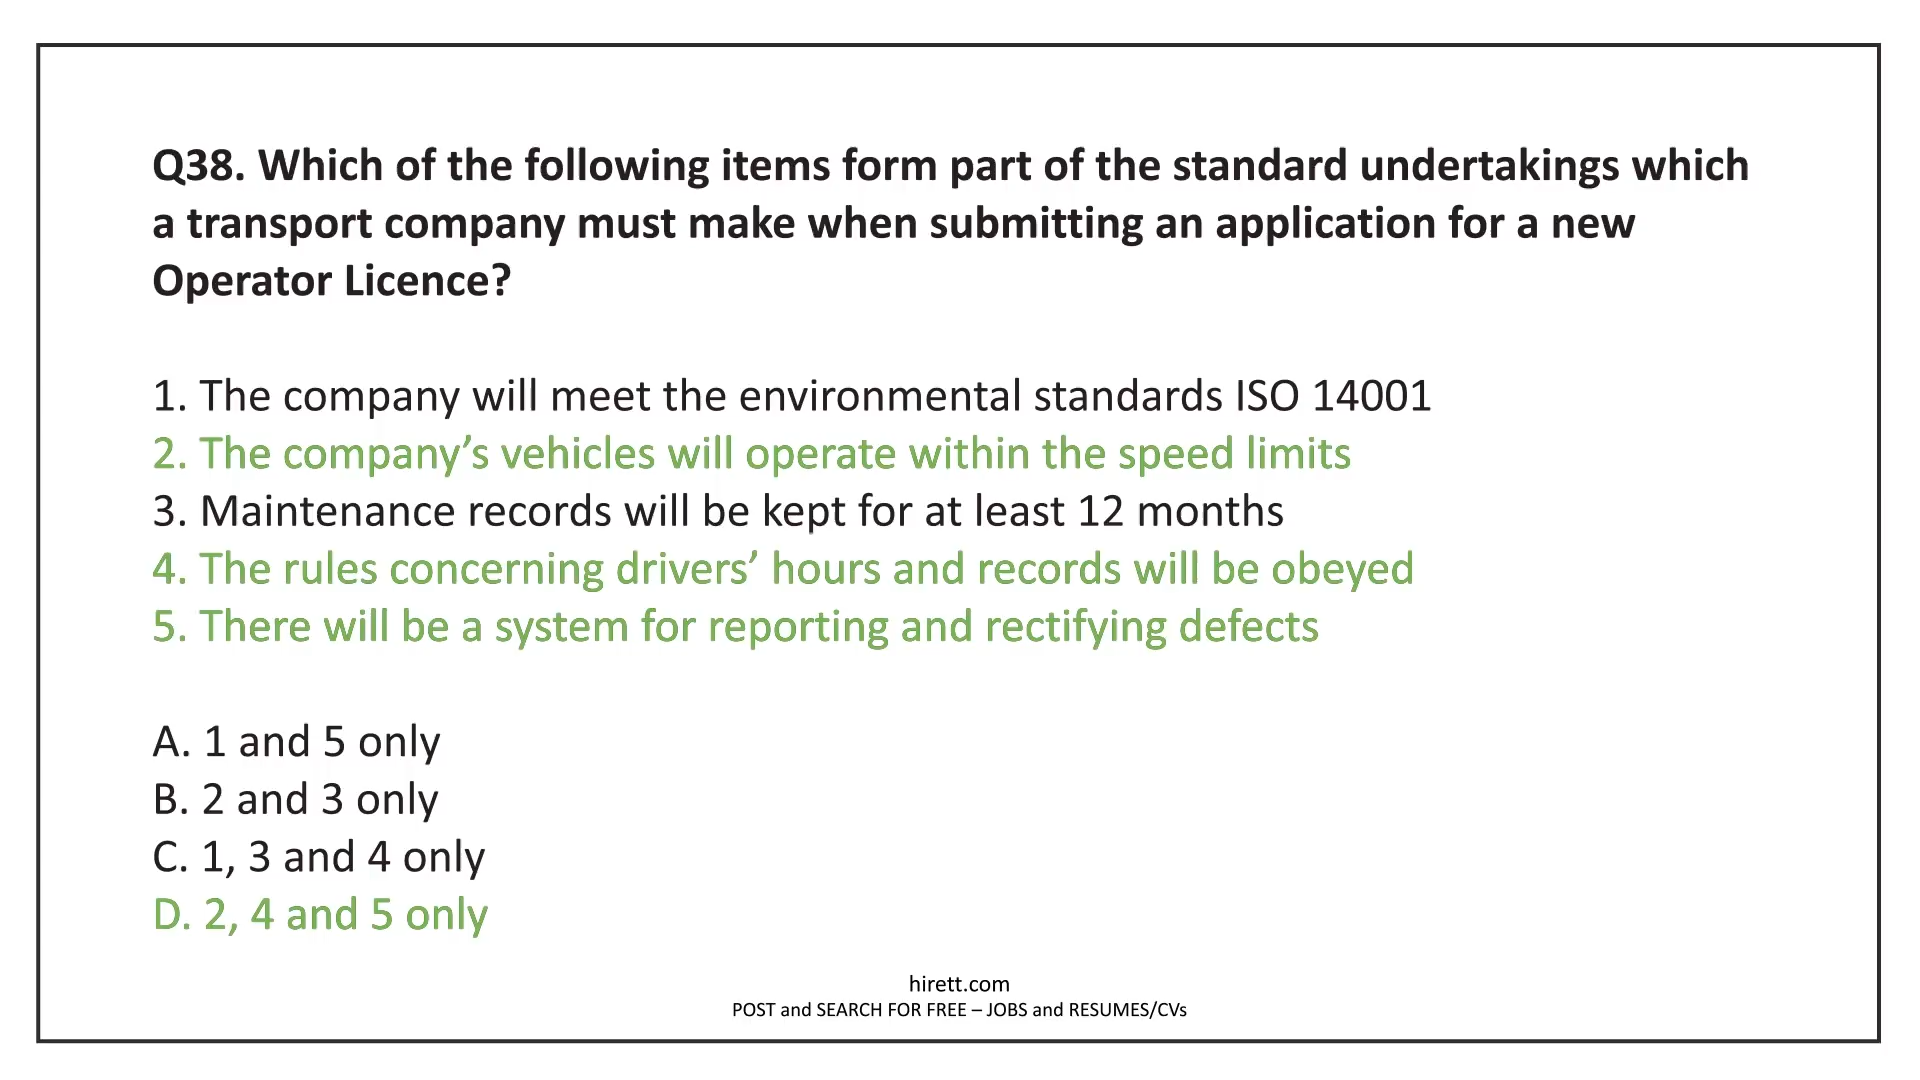 Q38. Which of the following items form part of the standard undertakings which
a transport company must make when submitting an application for a new
Operator Licence?
1. The company will meet the environmental standards ISO 14001
2. The company’s vehicles will operate within the speed limits
3. Maintenance records will be kept for at least 12 months
4. The rules concerning drivers’ hours and records will be obeyed
5. There will be a system for reporting and rectifying defects
A. 1 and 5 only
B. 2 and 3 only
C. 1, 3 and 4 only
D. 2, 4 and 5 only
hirett.com
POST and SEARCH FOR FREE – JOBS and RESUMES/CVs